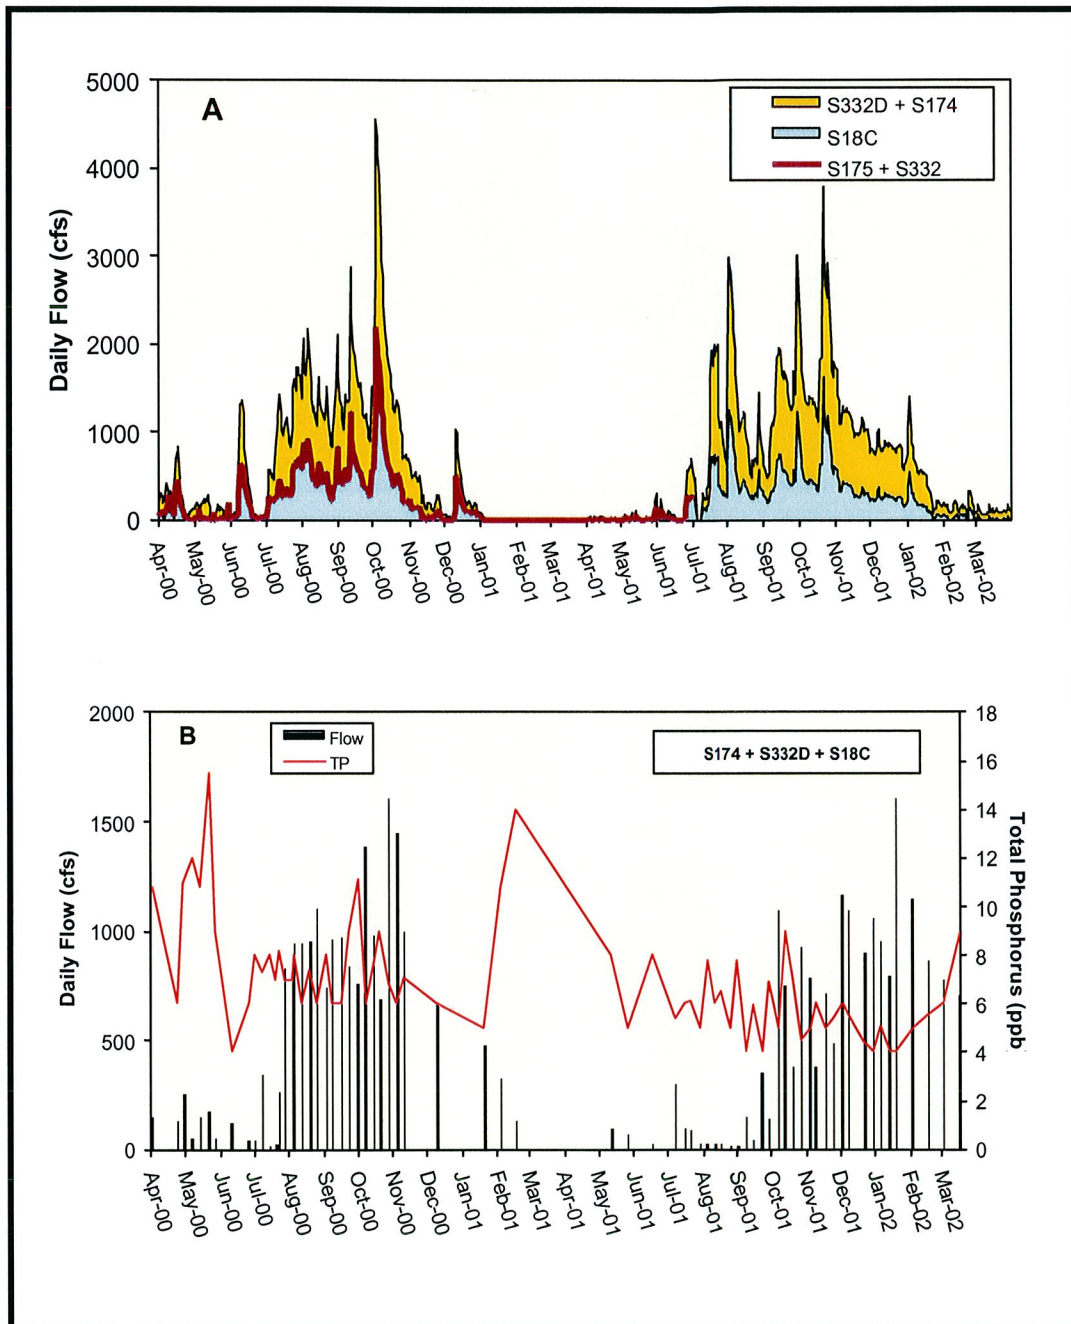 A
S332D + S174
S18C
S175 + S332
Daily Flow (cfs)
5000
4000
3000
2000
1000
0
Apr-00 May-00 Jun-00 Jul-00 Aug-00 Sep-00 Oct-00 Nov-00 Dec-00 Jan-01 Feb-01 Mar-01 Apr-01 May-01 Jun-01 Jul-01 Aug-01 Sep-01 Oct-01 Nov-01 Dec-01 Jan-02 Feb-02 Mar-02
B
Flow
TP
S174 + S332D + S18C
Daily Flow (cfs)
2000
1500
1000
500
0
18
16
14
12
10
8
6
4
2
0
Total Phosphorus (ppb
Apr-00 May-00 Jun-00 Jul-00 Aug-00 Sep-00 Oct-00 Nov-00 Dec-00 Jan-01 Feb-01 Mar-01 Apr-01 May-01 Jun-01 Jul-01 Aug-01 Sep-01 Oct-01 Nov-01 Dec-01 Jan-02 Feb-02 Mar-02